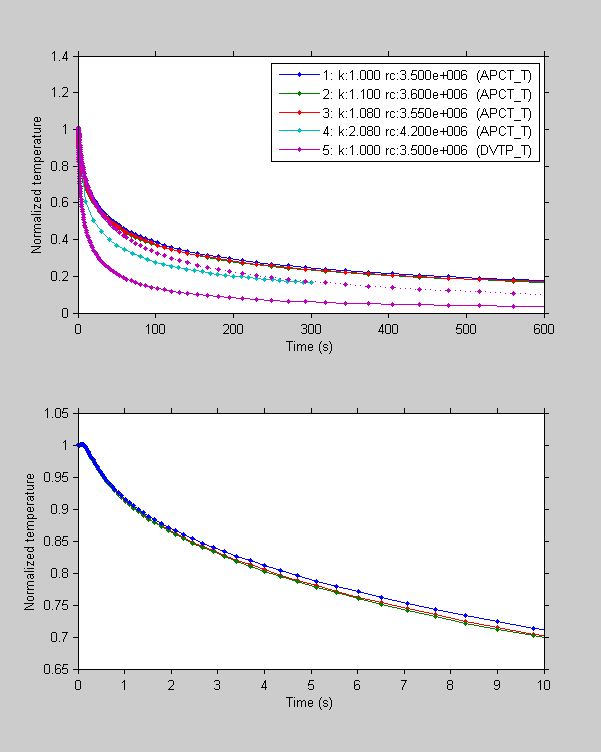 1.4
1.2
1
0.8
0.6
0.4
0.2
0
Normalized temperature
1: k:1.000 rc:3.500e+006 (APCT_T)
2: k:1.100 rc:3.600e+006 (APCT_T)
3: k:1.080 rc:3.550e+006 (APCT_T)
4: k:2.080 rc:4.200e+006 (APCT_T)
5: k:1.000 rc:3.500e+006 (DVTP_T)
0 100 200 300 400 500 600
Time (s)
1.05
1
0.95
0.9
0.85
0.8
0.75
0.7
0.65
Normalized temperature
0 1 2 3 4 5 6 7 8 9 10
Time (s)